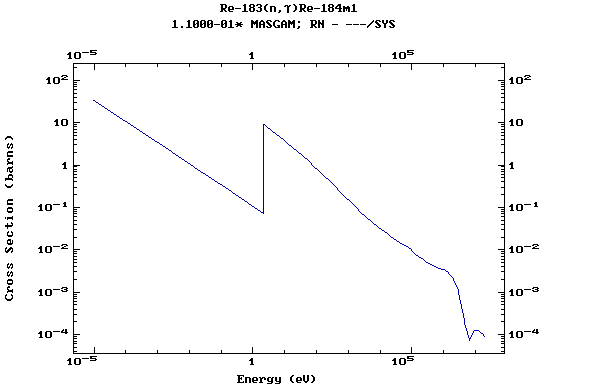 Re-183(n,γ)Re-184m1
1.1000-01* MASGAM; RN - ---/SYS
10⁻⁵ 1 10⁵
10² 10²
10 10
1 1
10⁻¹ 10⁻¹
10⁻² 10⁻²
10⁻³ 10⁻³
10⁻⁴ 10⁻⁴
10⁻⁵ 1 10⁵
Cross Section (barns)
Energy (eV)